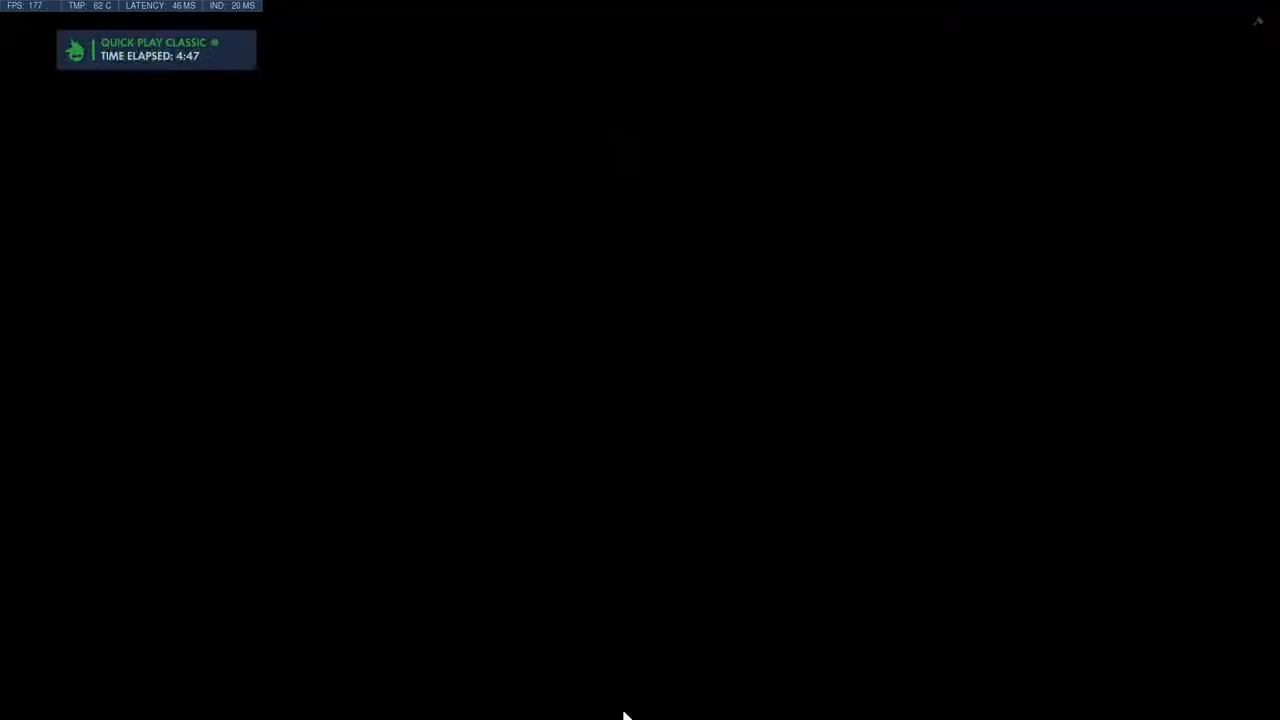 FPS: 177 TMP: 62 C LATENCY: 46 MS IND: 20 MS
QUICK PLAY CLASSIC
TIME ELAPSED: 4:47